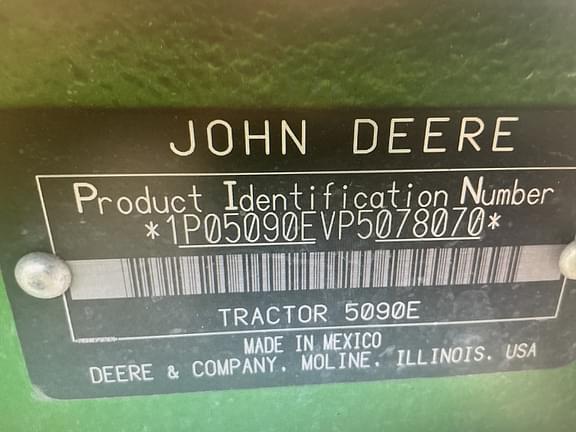 JOHN DEERE
Product Identification Number
*1P05090EVP5078070*
TRACTOR 5090E
MADE IN MEXICO
DEERE & COMPANY, MOLINE, ILLINOIS, USA